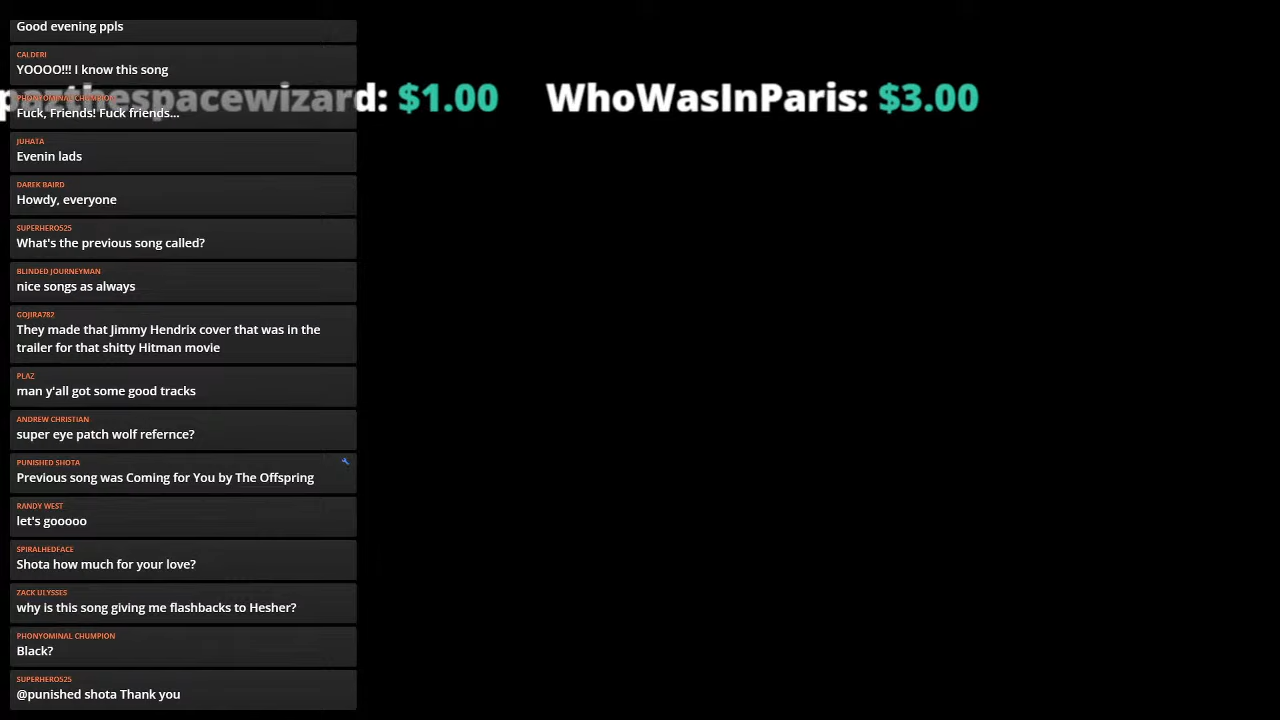 Good evening ppls
CALDERI
YOOOO!!! I know this song
thespacewizard: $1.00 WhoWasInParis: $3.00
PHONYOMINAL CHUMPION
Fuck, Friends! Fuck friends...
JUHATA
Evenin lads
DAREK BAIRD
Howdy, everyone
SUPERHERO525
What's the previous song called?
BLINDED JOURNEYMAN
nice songs as always
GOJIRA782
They made that Jimmy Hendrix cover that was in the
trailer for that shitty Hitman movie
PLAZ
man y'all got some good tracks
ANDREW CHRISTIAN
super eye patch wolf refernce?
PUNISHED SHOTA
Previous song was Coming for You by The Offspring
RANDY WEST
let's gooooo
SPIRALHEDFACE
Shota how much for your love?
ZACK ULYSSES
why is this song giving me flashbacks to Hesher?
PHONYOMINAL CHUMPION
Black?
SUPERHERO525
@punished shota Thank you